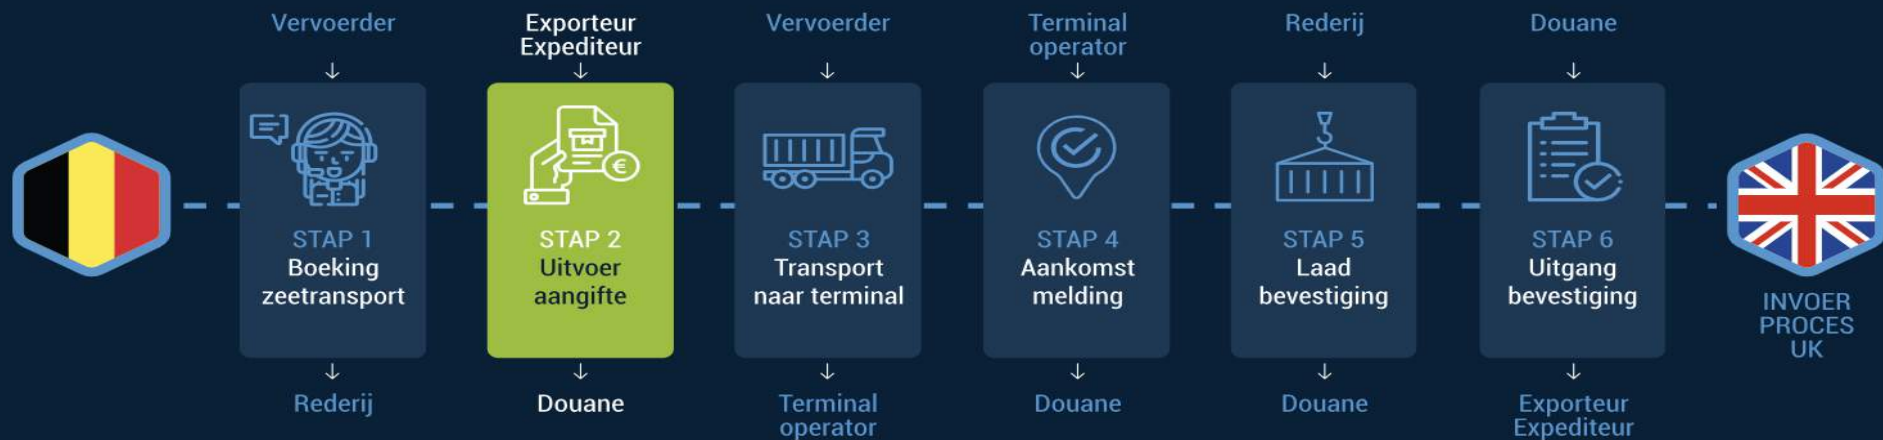 Vervoerder
STAP 1
Boeking
zeetransport
Rederij
Exporteur
Expediteur
€
STAP 2
Uitvoer
aangifte
Douane
Vervoerder
STAP 3
Transport
naar terminal
Terminal
operator
Terminal
operator
STAP 4
Aankomst
melding
Douane
Rederij
STAP 5
Laad
bevestiging
Douane
Douane
STAP 6
Uitgang
bevestiging
Exporteur
Expediteur
INVOER
PROCES
UK